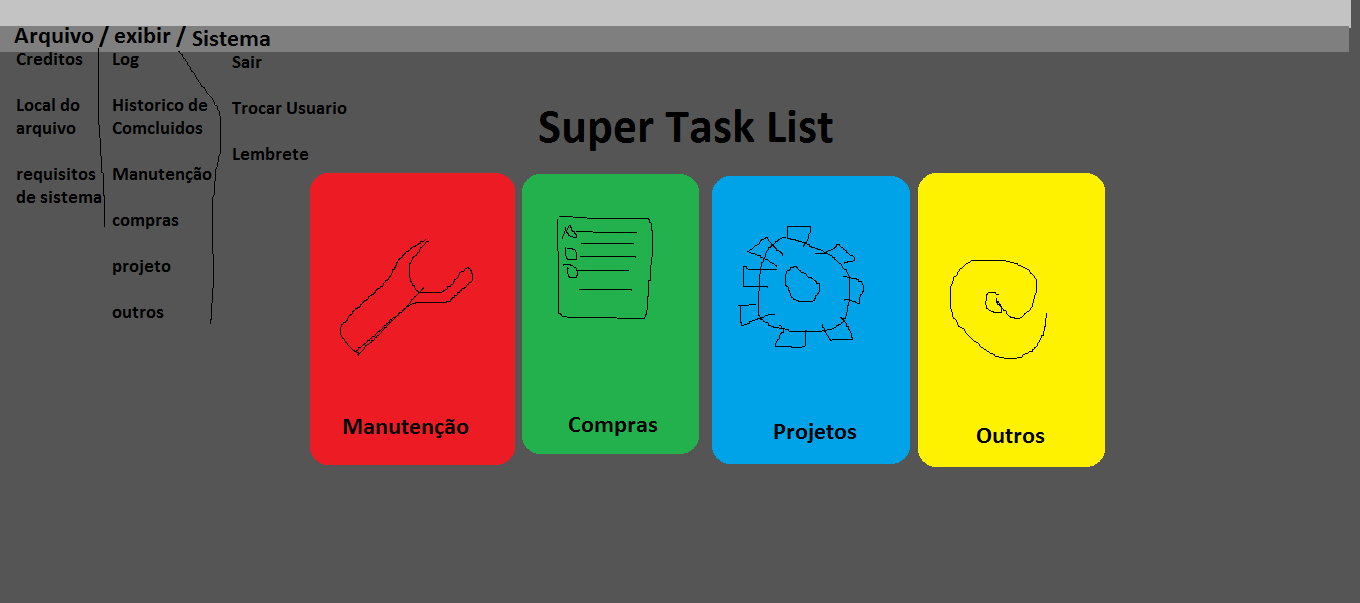 Arquivo / exibir / Sistema
Creditos
Local do
arquivo
requisitos
de sistema
Log
Historico de
Comcluidos
Manutenção
compras
projeto
outros
Sair
Trocar Usuario
Lembrete
Super Task List
Manutenção
Compras
Projetos
Outros